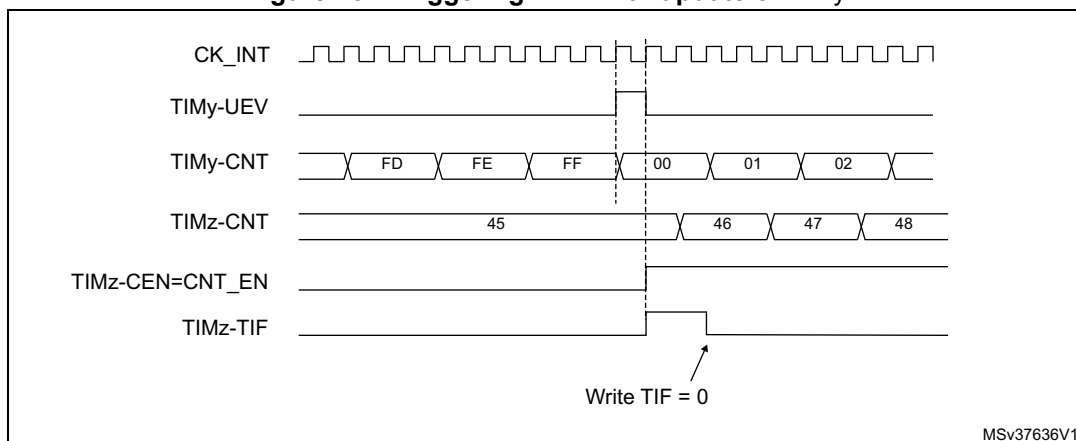 CK_INT
TIMy-UEV
TIMy-CNT FD FE FF 00 01 02
TIMz-CNT 45 46 47 48
TIMz-CEN=CNT_EN
TIMz-TIF
Write TIF = 0
MSv37636V1